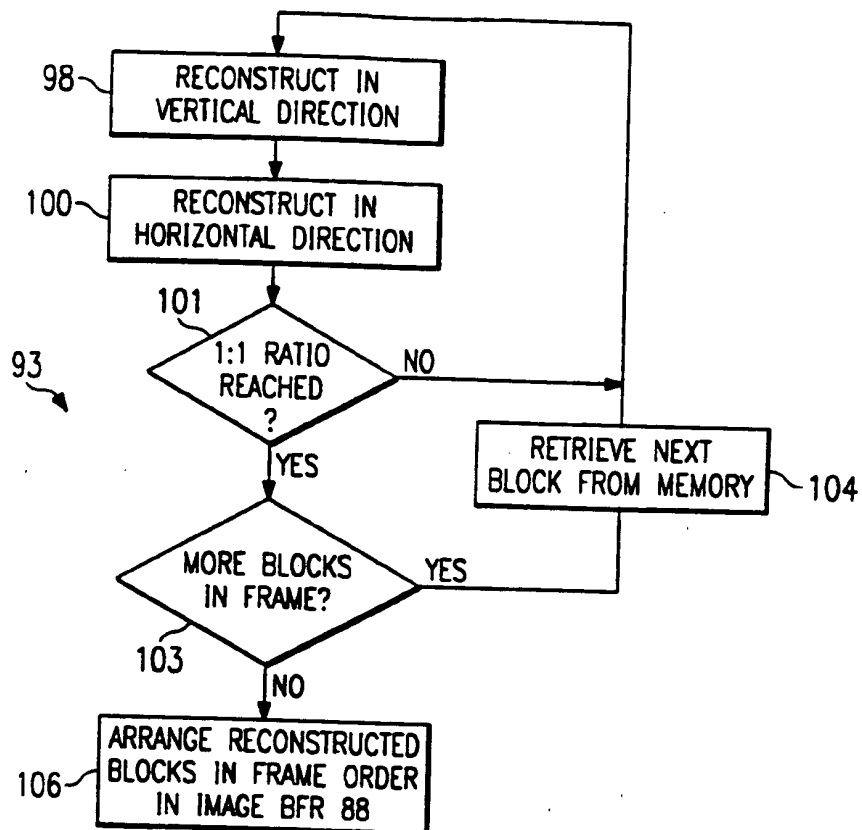 98
RECONSTRUCT IN
VERTICAL DIRECTION
100
RECONSTRUCT IN
HORIZONTAL DIRECTION
101
1:1 RATIO
REACHED
?
NO
93
YES
RETRIEVE NEXT
BLOCK FROM MEMORY
104
MORE BLOCKS
IN FRAME?
YES
103
NO
ARRANGE RECONSTRUCTED
BLOCKS IN FRAME ORDER
IN IMAGE BFR 88
106